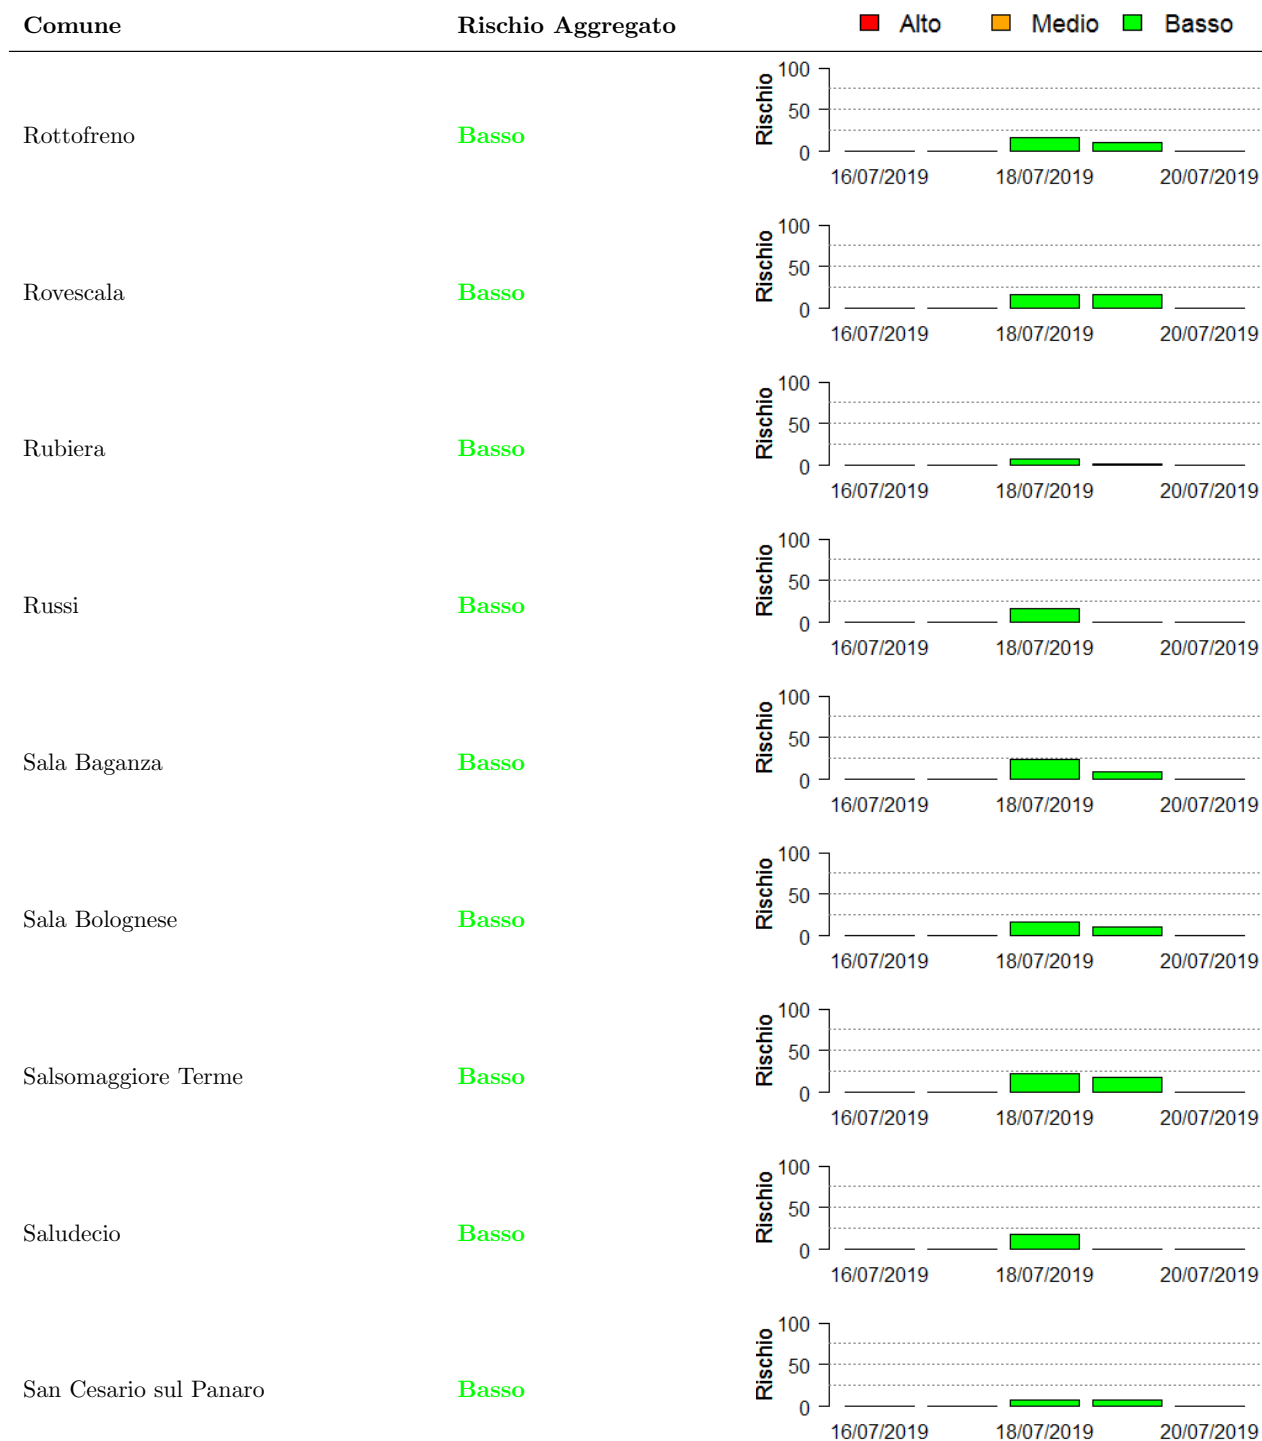 Comune Rischio Aggregato Alto Medio Basso
100
50
0
Rischio
Rottofreno Basso
16/07/2019 18/07/2019 20/07/2019
100
50
0
Rischio
Rovescala Basso
16/07/2019 18/07/2019 20/07/2019
100
50
0
Rischio
Rubiera Basso
16/07/2019 18/07/2019 20/07/2019
100
50
0
Rischio
Russi Basso
16/07/2019 18/07/2019 20/07/2019
100
50
0
Rischio
Sala Baganza Basso
16/07/2019 18/07/2019 20/07/2019
100
50
0
Rischio
Sala Bolognese Basso
16/07/2019 18/07/2019 20/07/2019
100
50
0
Rischio
Salsomaggiore Terme Basso
16/07/2019 18/07/2019 20/07/2019
100
50
0
Rischio
Saludecio Basso
16/07/2019 18/07/2019 20/07/2019
100
50
0
Rischio
San Cesario sul Panaro Basso
16/07/2019 18/07/2019 20/07/2019